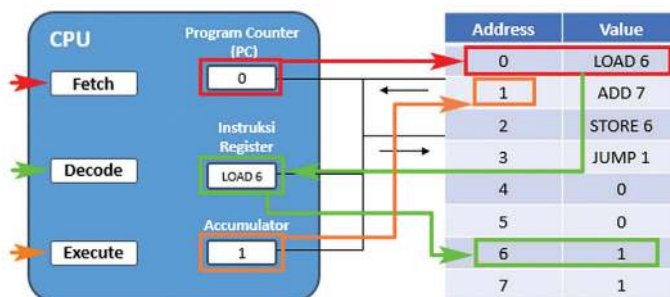 CPU
Program Counter
(PC)
0
Fetch
Instruksi
Register
Decode
LOAD 6
Accumulator
Execute
1
Address Value
0 LOAD 6
1 ADD 7
2 STORE 6
3 JUMP 1
4 0
5 0
6 1
7 1